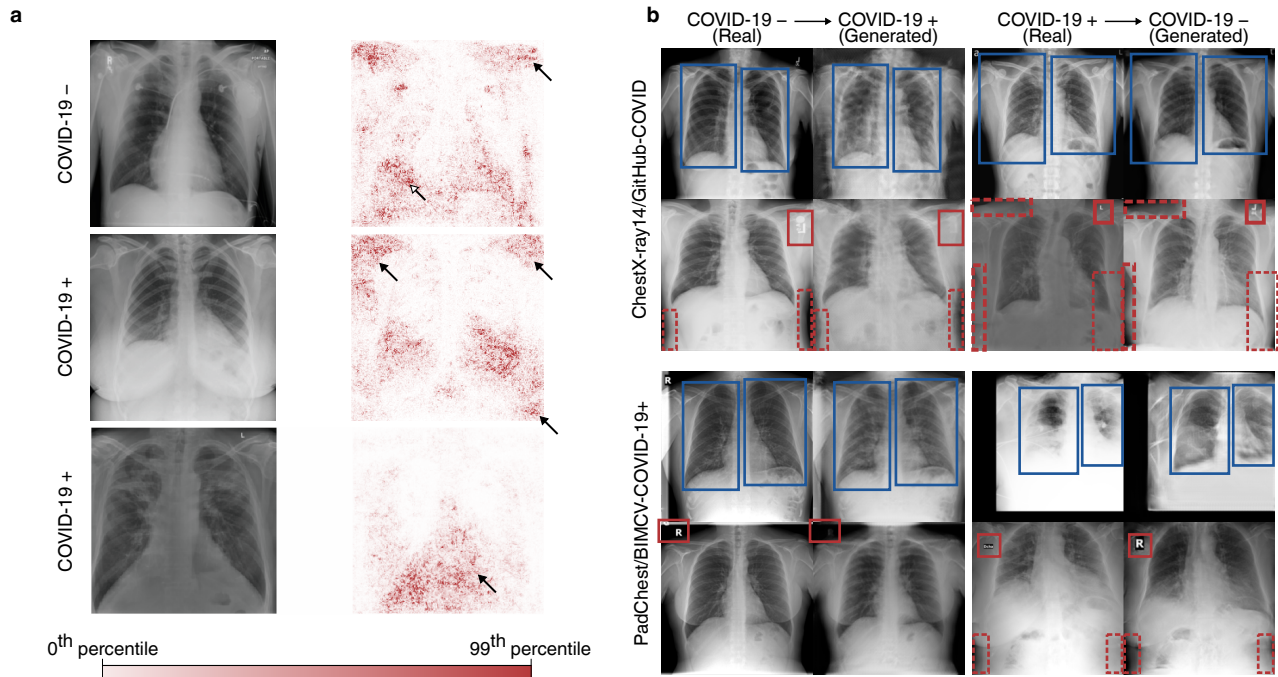 a
COVID-19 –
COVID-19 +
COVID-19 +
R
L
0th percentile
99th percentile
b
COVID-19 – → COVID-19 +
(Real) (Generated)
COVID-19 + → COVID-19 –
(Real) (Generated)
ChestX-ray14/GitHub-COVID
PadChest/BIMCV-COVID-19+
R
R
R